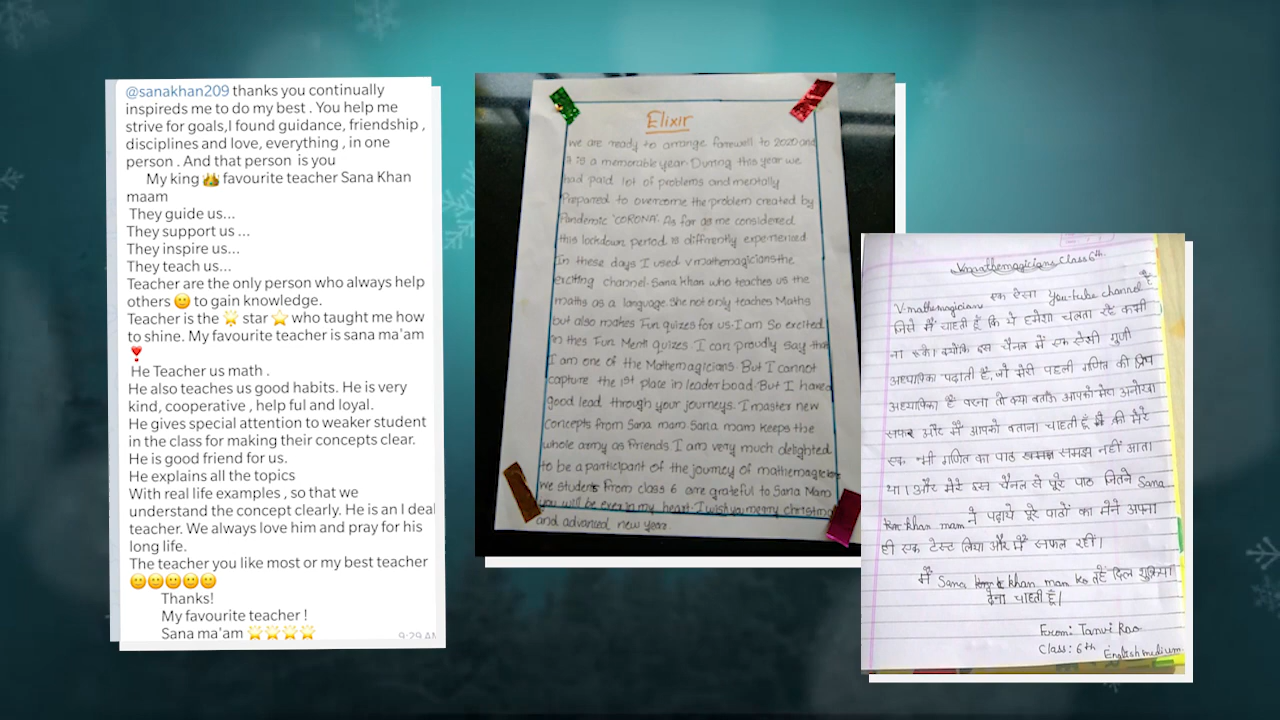 @sanakhan209 thanks you continually
inspireds me to do my best . You help me
strive for goals,I found guidance, friendship ,
disciplines and love, everything , in one
person . And that person is you
My king 👑 favourite teacher Sana Khan
maam
They guide us...
They support us ...
They inspire us...
They teach us...
Teacher are the only person who always help
others 🙂 to gain knowledge.
Teacher is the 🌟 star ⭐ who taught me how
to shine. My favourite teacher is sana ma'am
❣
He Teacher us math .
He also teaches us good habits. He is very
kind, cooperative , help ful and loyal.
He gives special attention to weaker student
in the class for making their concepts clear.
He is good friend for us.
He explains all the topics
With real life examples , so that we
understand the concept clearly. He is an I deal
teacher. We always love him and pray for his
long life.
The teacher you like most or my best teacher
🙂🙂🙂🙂🙂
Thanks!
My favourite teacher !
Sana ma'am 🌟🌟🌟🌟
9:29 AM
Elixir
we are ready to arrange farewell to 2020 and
it is a memorable year. During this year we
had paid lot of problems and mentally
Prepared to overcome the problem created by
Pandemic 'CORONA'. As far as me considered
this lockdown period is differently experienced
In these days I used vmathemagicians the
exciting channel-Sana khan who teaches us the
maths as a language. She not only teaches Maths
but also makes Fun quizes for us. I am so excited
in thes Fun Ment quizes I can proudly say that
I am one of the Mathemagicians. But I cannot
capture the 1st place in leaderboad. But I have a
good lead through your journeys. I master new
concepts from Sana mam Sana mam keeps the
whole army as friends I am very much delighted
to be a participant of the journey of mathemagicians
we students from class 6 are grateful to Sana Mam
you will be ever in my heart. I wish you merry christmas
and advanced new year.
Vmathemagicians Class 6th.
V-mathemagician एक ऐसा You-tube channel है
जिसे मैं चाहती हूँ कि ये हमेशा चलता रहे कभी
ना रूके। क्योंकि इस चैनल में एक ऐसी गुणी
अध्यापिका पढ़ाती है, जो मेरी पहली गणित की प्रिय
अध्यापिका है वरना तो क्या बताऊँ आपको मेरा अनोखा
सफर और मैं आपको बताना चाहती हूँ की मेरे
एक भी गणित का पाठ समझ नहीं आता
था। और मेरे इस चैनल से पूरे पाठ जितने Sana
khan mam ने पढ़ाये पूरे पाठों का मैंने अपना
ही एक टेस्ट लिया और मैं सफल रहीं।
मैं Sana khan mam को तहे दिल शुक्रिया
देना चाहती हूँ।
From: Tanvi Rao
Class: 6th
English medium.